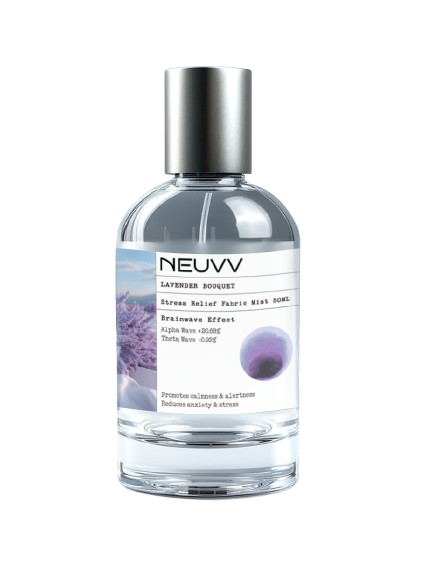 NEUVV
LAVENDER BOUQUET
Stress Relief Fabric Mist 50ML
Brainwave Effect
Alpha Wave +20.68%
Theta Wave -0.92%
Promotes calmness & alertness
Reduces anxiety & stress